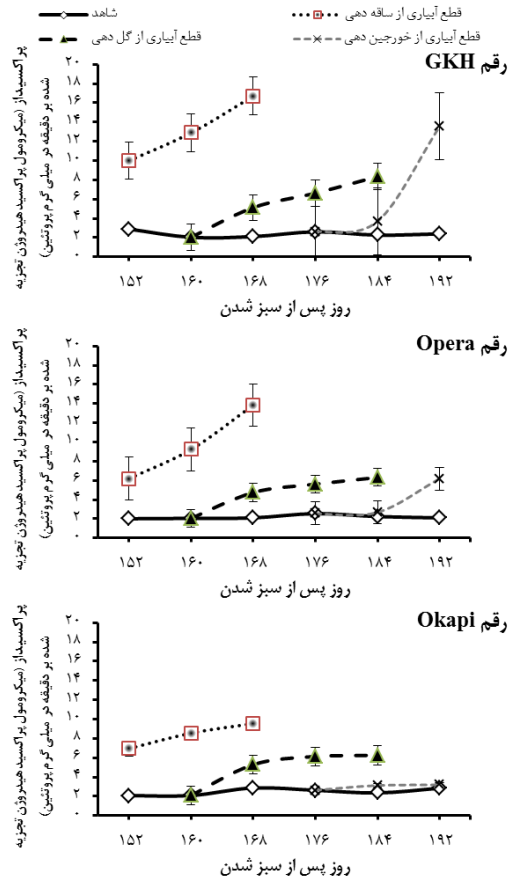 شاهد
قطع آبیاری از ساقه دهی
قطع آبیاری از گل دهی
قطع آبیاری از خورجین دهی
رقم GKH
پراکسیداز (میکرومول پراکسید هیدروژن تجزیه
شده بر دقیقه در میلی گرم پروتئین)
۲۰
۱۸
۱۶
۱۴
۱۲
۱۰
۸
۶
۴
۲
۰
۱۵۲ ۱۶۰ ۱۶۸ ۱۷۶ ۱۸۴ ۱۹۲
روز پس از سبز شدن
رقم Opera
پراکسیداز (میکرومول پراکسید هیدروژن تجزیه
شده بر دقیقه در میلی گرم پروتئین)
۲۰
۱۸
۱۶
۱۴
۱۲
۱۰
۸
۶
۴
۲
۰
۱۵۲ ۱۶۰ ۱۶۸ ۱۷۶ ۱۸۴ ۱۹۲
روز پس از سبز شدن
رقم Okapi
پراکسیداز (میکرومول پراکسید هیدروژن تجزیه
شده بر دقیقه در میلی گرم پروتئین)
۲۰
۱۸
۱۶
۱۴
۱۲
۱۰
۸
۶
۴
۲
۰
۱۵۲ ۱۶۰ ۱۶۸ ۱۷۶ ۱۸۴ ۱۹۲
روز پس از سبز شدن